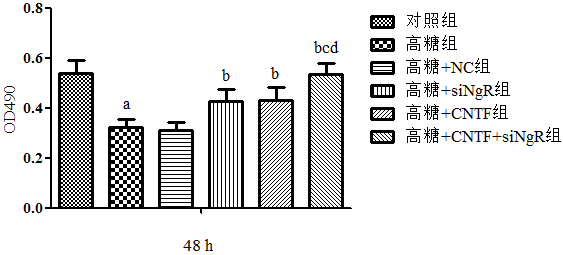 0.8
0.6
0.4
0.2
0.0
OD490
a
b
b
bcd
48 h
对照组
高糖组
高糖+NC组
高糖+siNgR组
高糖+CNTF组
高糖+CNTF+siNgR组